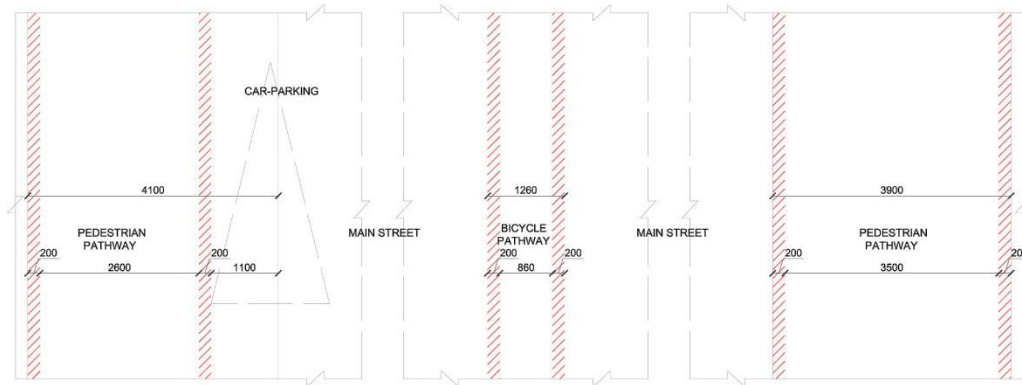 CAR-PARKING
4100
1260
3900
PEDESTRIAN
PATHWAY
MAIN STREET
BICYCLE
PATHWAY
MAIN STREET
PEDESTRIAN
PATHWAY
200
200
200
200
200
2600
1100
860
3500